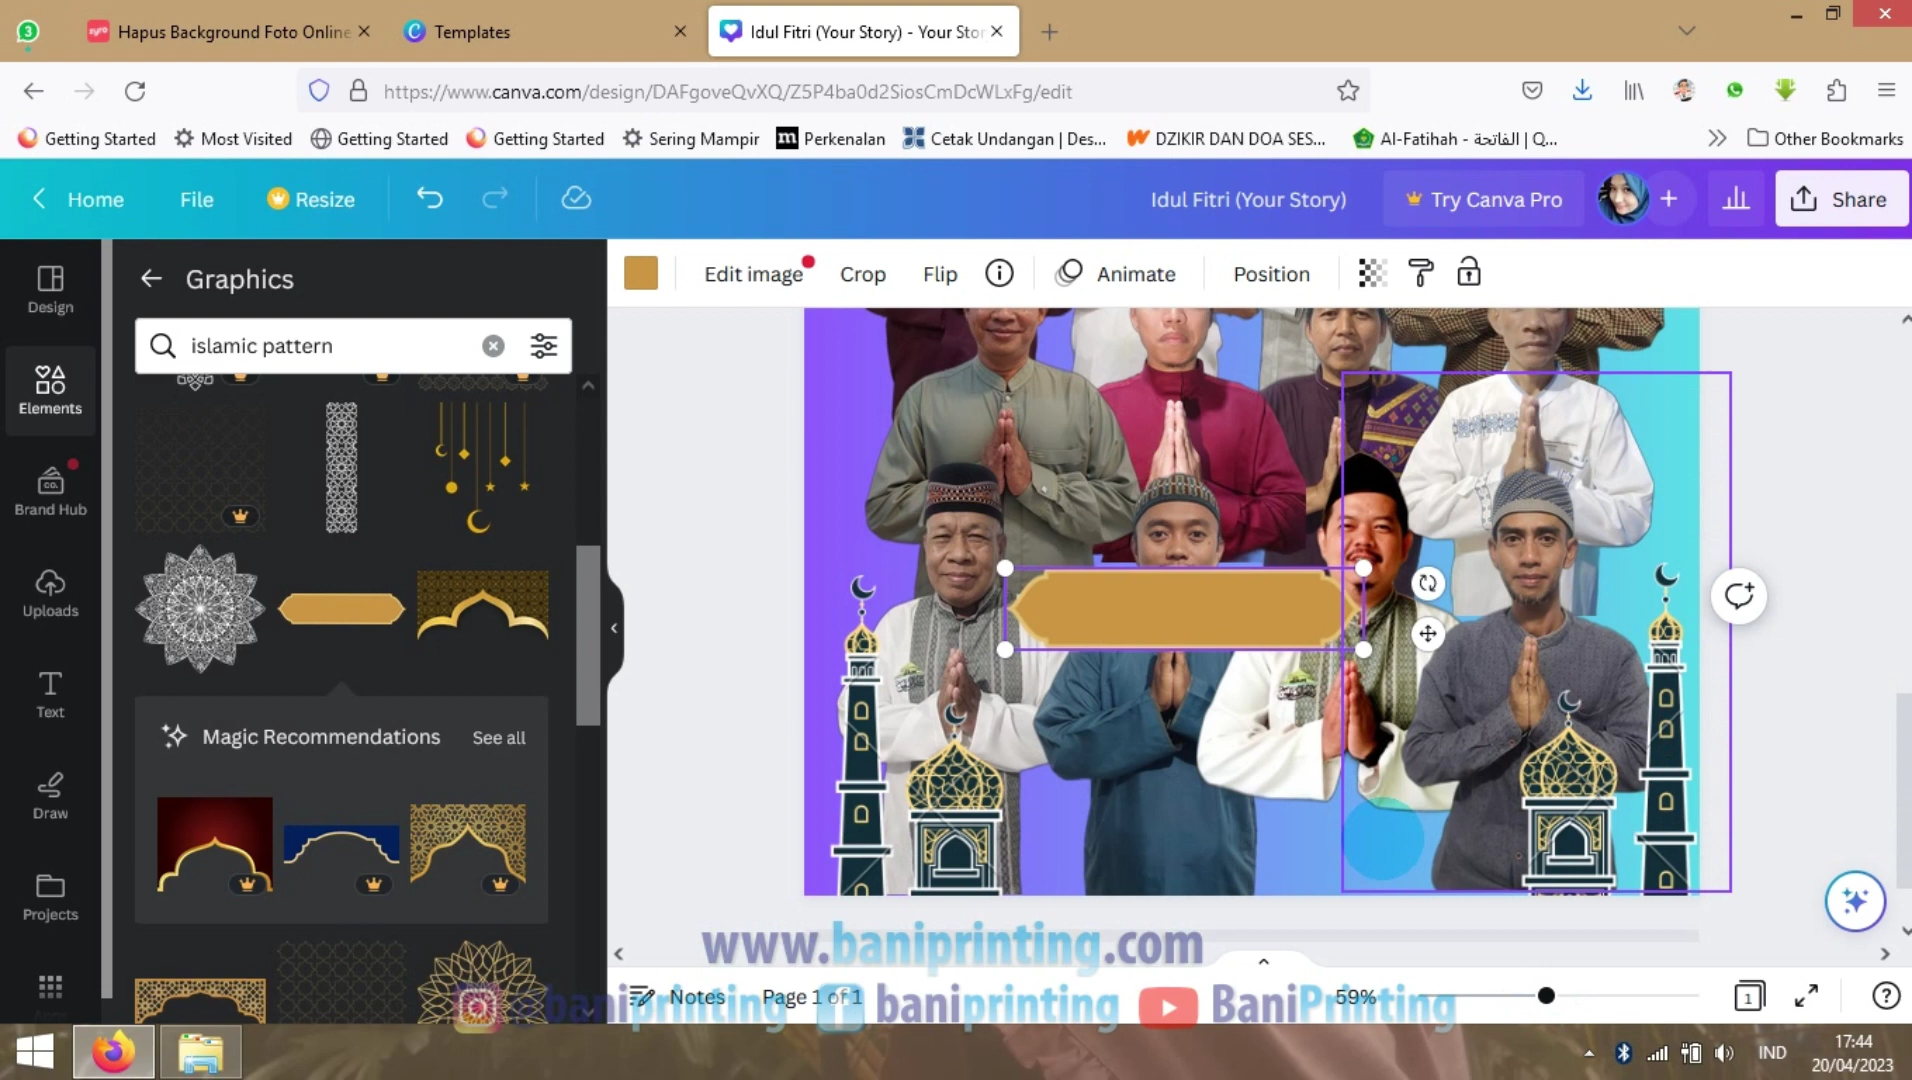 3
Hapus Background Foto Online
Templates
Idul Fitri (Your Story) - Your Stor
https://www.canva.com/design/DAFgoveQvXQ/Z5P4ba0d2SiosCmDcWLxFg/edit
Getting Started
Most Visited
Getting Started
Getting Started
Sering Mampir
Perkenalan
Cetak Undangan | Des...
DZIKIR DAN DOA SES...
Al-Fatihah - الفاتحة | Q...
Other Bookmarks
Home
File
Resize
Idul Fitri (Your Story)
Try Canva Pro
Share
Design
Elements
Brand Hub
CO.
Uploads
Text
Draw
Projects
Graphics
islamic pattern
Magic Recommendations
See all
Edit image
Crop
Flip
Animate
Position
www.baniprinting.com
Notes
Page 1 of 1
59%
1
baniprinting
baniprinting
BaniPrinting
IND
17:44
20/04/2023